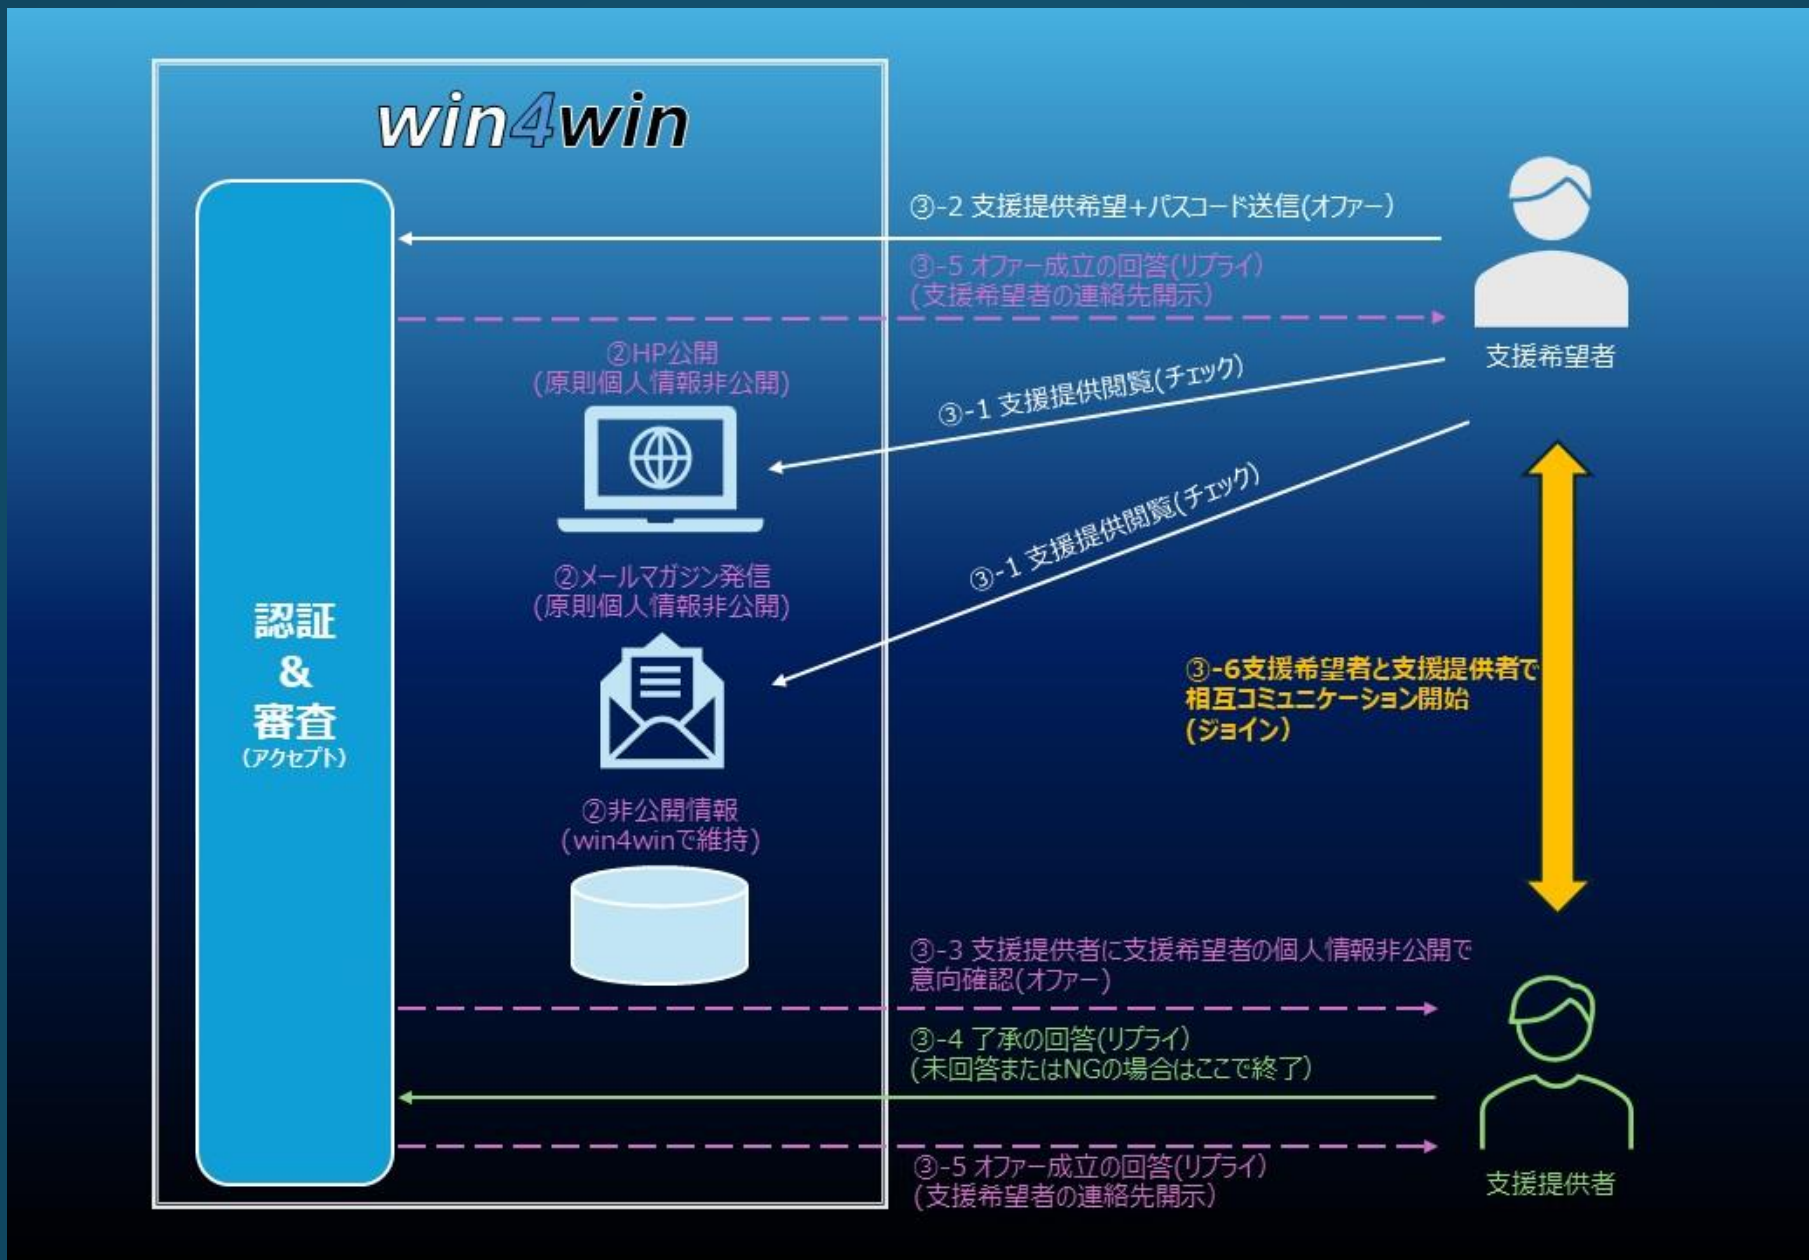 win4win
③-2 支援提供希望+パスコード送信(オファー)
③-5 オファー成立の回答(リプライ)
(支援希望者の連絡先開示)
支援希望者
②HP公開
(原則個人情報非公開)
③-1 支援提供閲覧(チェック)
②メールマガジン発信
(原則個人情報非公開)
③-1 支援提供閲覧(チェック)
認証
&
審査
(アクセプト)
③-6支援希望者と支援提供者で
相互コミュニケーション開始
(ジョイン)
②非公開情報
(win4winで維持)
③-3 支援提供者に支援希望者の個人情報非公開で
意向確認(オファー)
③-4 了承の回答(リプライ)
(未回答またはNGの場合はここで終了)
③-5 オファー成立の回答(リプライ)
(支援希望者の連絡先開示)
支援提供者